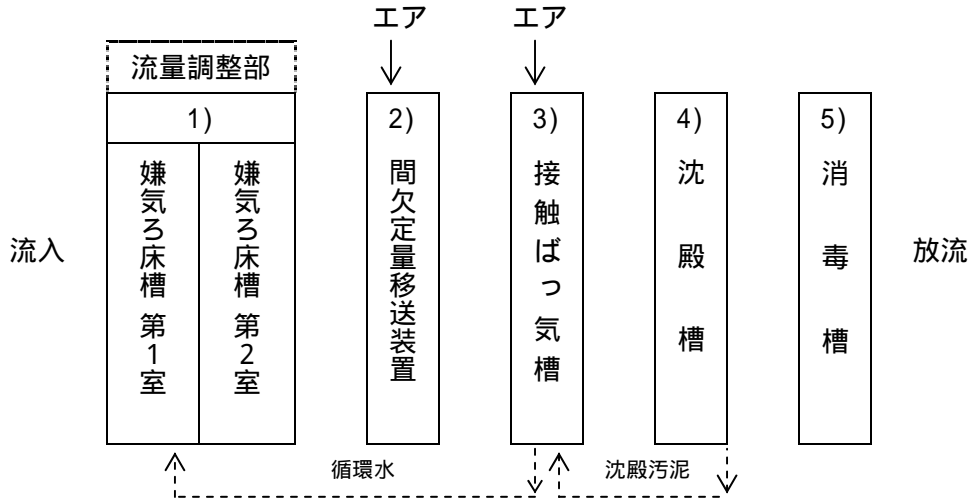 エア
エア
流量調整部
1)
2)
3)
4)
5)
流入
嫌気ろ床槽 第1室
嫌気ろ床槽 第2室
間欠定量移送装置
接触ばっ気槽
沈殿槽
消毒槽
放流
循環水
沈殿汚泥